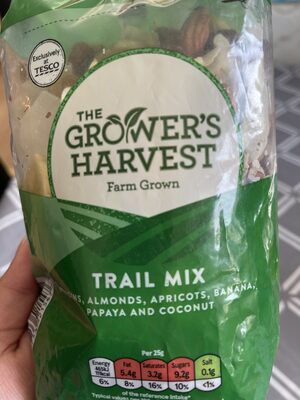 Exclusively
at
TESCO
THE
GROWER'S
HARVEST
Farm Grown
TRAIL MIX
ALMONDS, APRICOTS, BANANA,
PAPAYA AND COCONUT
Per 25g
Energy Fat Saturates Sugars Salt
5.4g 3.2g 9.2g 0.1g
6% 8% 16% 10% <1%
of the reference intake*
Typical values